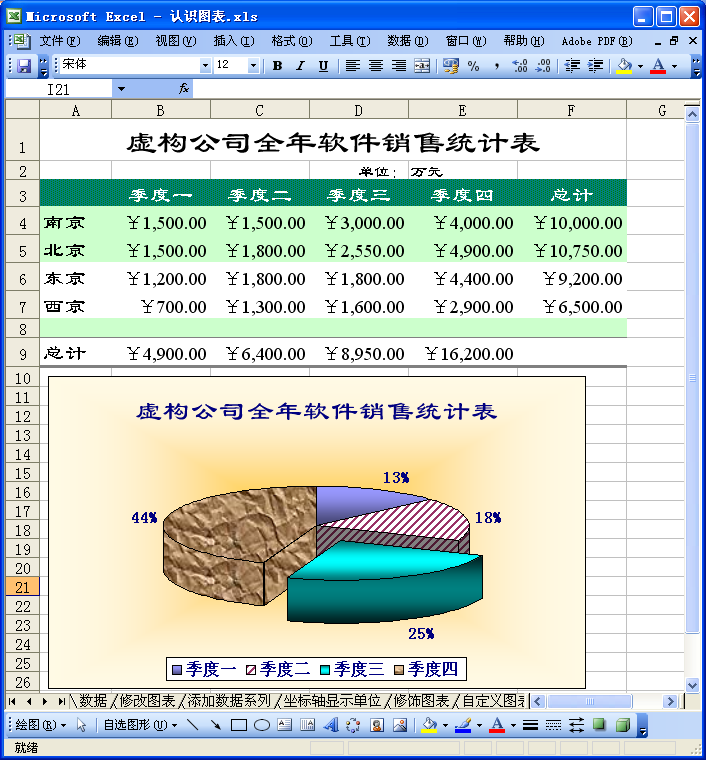 Microsoft Excel - 认识图表.xls
文件(F) 编辑(E) 视图(V) 插入(I) 格式(O) 工具(T) 数据(D) 窗口(W) 帮助(H) Adobe PDF(B)
宋体 12 B I U
I21 fx
A B C D E F G
1 虚构公司全年软件销售统计表
2 单位: 万元
3 季度一 季度二 季度三 季度四 总计
4 南京 ￥1,500.00 ￥1,500.00 ￥3,000.00 ￥4,000.00 ￥10,000.00
5 北京 ￥1,500.00 ￥1,800.00 ￥2,550.00 ￥4,900.00 ￥10,750.00
6 东京 ￥1,200.00 ￥1,800.00 ￥1,800.00 ￥4,400.00 ￥9,200.00
7 西京 ￥700.00 ￥1,300.00 ￥1,600.00 ￥2,900.00 ￥6,500.00
8
9 总计 ￥4,900.00 ￥6,400.00 ￥8,950.00 ￥16,200.00
10
11
12 虚构公司全年软件销售统计表
13
14
15
13%
16
17
44% 18%
18
19
20
21
22
23
25%
24
25 季度一 季度二 季度三 季度四
26
数据 修改图表 添加数据系列 坐标轴显示单位 修饰图表 自定义图表
绘图(R) 自选图形(U)
就绪